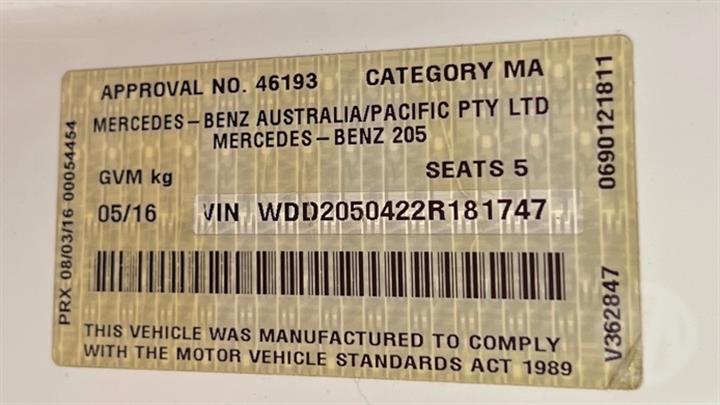 APPROVAL NO. 46193 CATEGORY MA
MERCEDES-BENZ AUSTRALIA/PACIFIC PTY LTD
MERCEDES-BENZ 205
GVM kg SEATS 5
05/16 VIN WDD2050422R181747
THIS VEHICLE WAS MANUFACTURED TO COMPLY
WITH THE MOTOR VEHICLE STANDARDS ACT 1989
PRX 08/03/16 00054454
0690121811
V362847